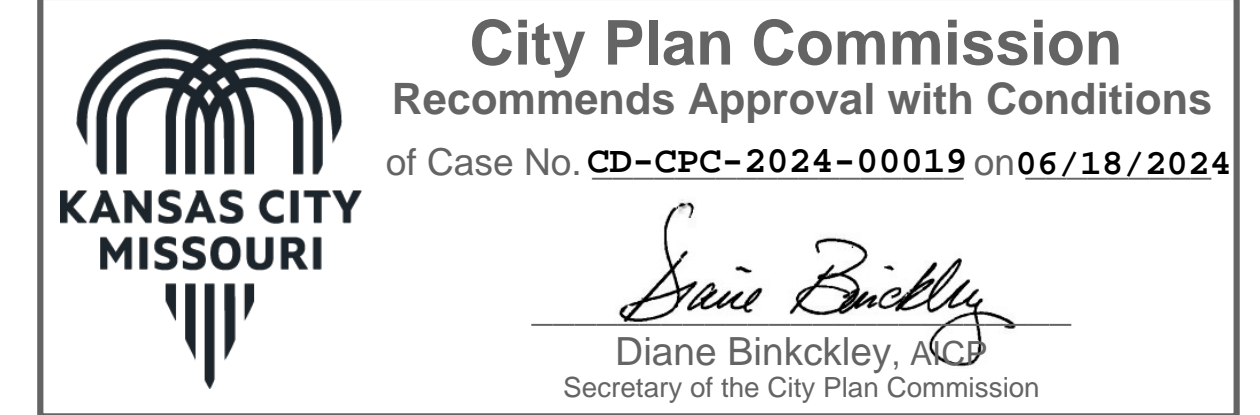 City Plan Commission
Recommends Approval with Conditions
of Case No. CD-CPC-2024-00019 on 06/18/2024
KANSAS CITY
MISSOURI
Diane Binckley
Diane Binkckley, AICP
Secretary of the City Plan Commission